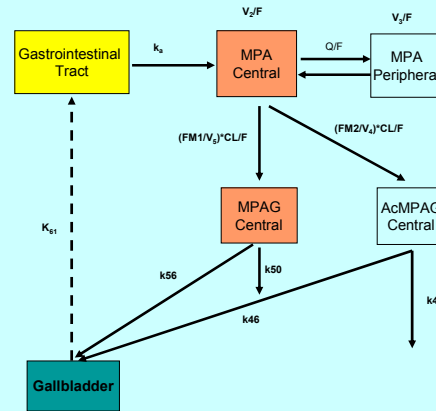 V₂/F
V₃/F
Gastrointestinal
Tract
kₐ
MPA
Central
Q/F
MPA
Peripheral
(FM1/V₅)*CL/F
(FM2/V₄)*CL/F
MPAG
Central
AcMPAG
Central
K₆₁
k56
k50
k46
Gallbladder